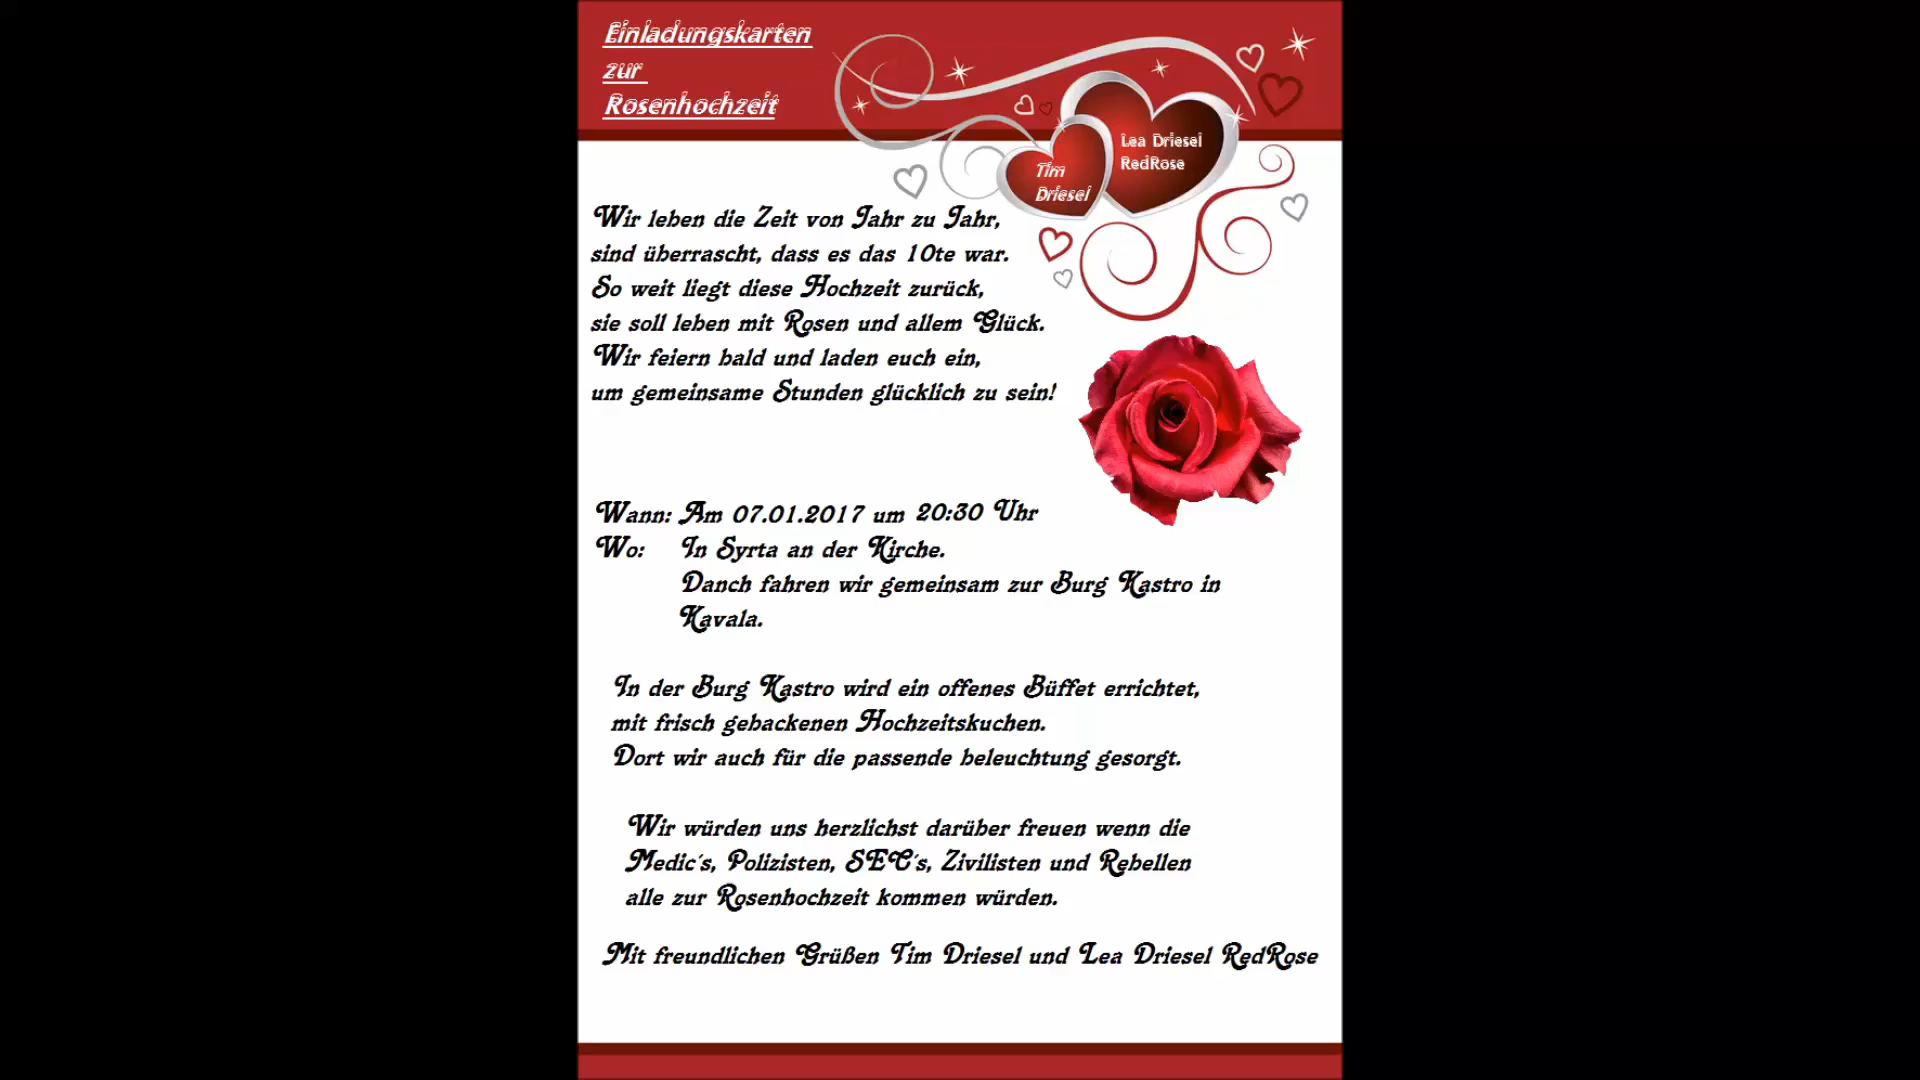 Einladungskarten
zur
Rosenhochzeit
Lea Driesel
RedRose
Tim
Driesel
Wir leben die Zeit von Jahr zu Jahr,
sind überrascht, dass es das 10te war.
So weit liegt diese Hochzeit zurück,
sie soll leben mit Rosen und allem Glück.
Wir feiern bald und laden euch ein,
um gemeinsame Stunden glücklich zu sein!
Wann: Am 07.01.2017 um 20:30 Uhr
Wo: In Syrta an der Kirche.
Danch fahren wir gemeinsam zur Burg Kastro in
Kavala.
In der Burg Kastro wird ein offenes Büffet errichtet,
mit frisch gebackenen Hochzeitskuchen.
Dort wir auch für die passende beleuchtung gesorgt.
Wir würden uns herzlichst darüber freuen wenn die
Medic´s, Polizisten, SEC´s, Zivilisten und Rebellen
alle zur Rosenhochzeit kommen würden.
Mit freundlichen Grüßen Tim Driesel und Lea Driesel RedRose